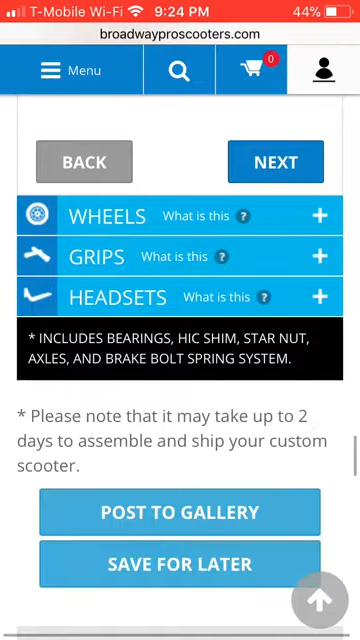 T-Mobile Wi-Fi 9:24 PM 44%
broadwayproscooters.com
Menu 0
BACK NEXT
WHEELS What is this ? +
GRIPS What is this ? +
HEADSETS What is this ? +
* INCLUDES BEARINGS, HIC SHIM, STAR NUT,
AXLES, AND BRAKE BOLT SPRING SYSTEM.
* Please note that it may take up to 2
days to assemble and ship your custom
scooter.
POST TO GALLERY
SAVE FOR LATER